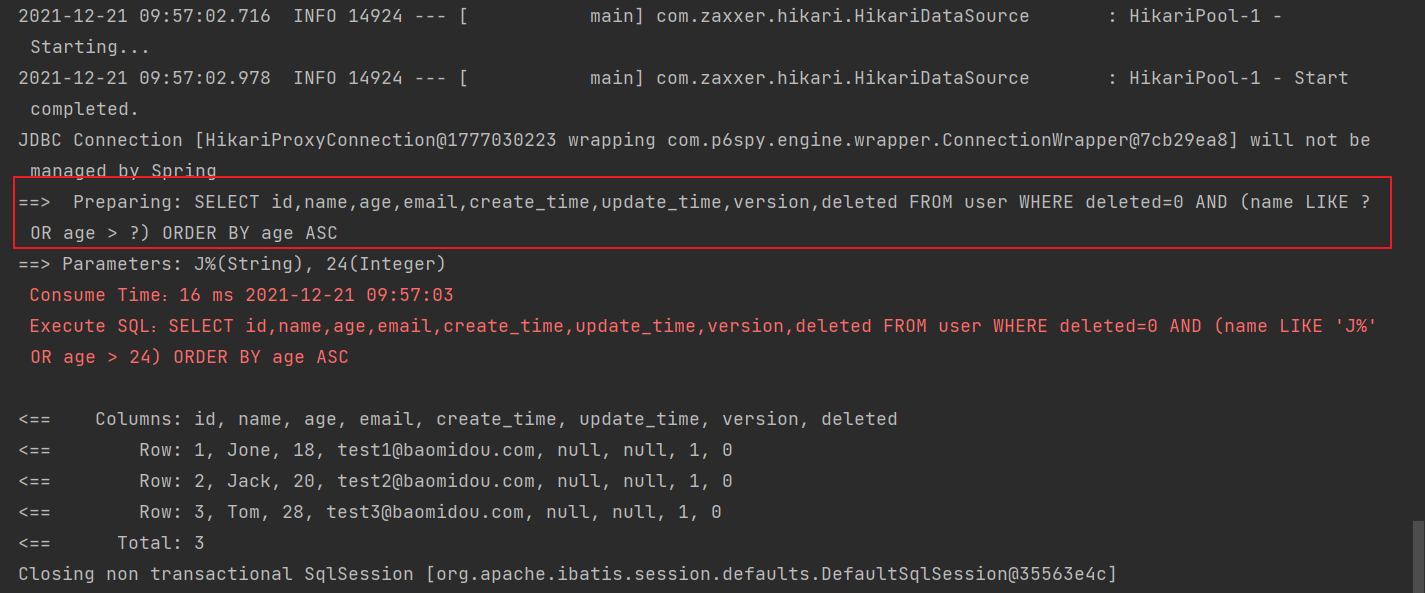 2021-12-21 09:57:02.716  INFO 14924 --- [           main] com.zaxxer.hikari.HikariDataSource       : HikariPool-1 -
Starting...
2021-12-21 09:57:02.978  INFO 14924 --- [           main] com.zaxxer.hikari.HikariDataSource       : HikariPool-1 - Start
completed.
JDBC Connection [HikariProxyConnection@1777030223 wrapping com.p6spy.engine.wrapper.ConnectionWrapper@7cb29ea8] will not be
managed by Spring
==>  Preparing: SELECT id,name,age,email,create_time,update_time,version,deleted FROM user WHERE deleted=0 AND (name LIKE ?
OR age > ?) ORDER BY age ASC
==> Parameters: J%(String), 24(Integer)
Consume Time：16 ms 2021-12-21 09:57:03
Execute SQL：SELECT id,name,age,email,create_time,update_time,version,deleted FROM user WHERE deleted=0 AND (name LIKE 'J%'
OR age > 24) ORDER BY age ASC
<==    Columns: id, name, age, email, create_time, update_time, version, deleted
<==        Row: 1, Jone, 18, test1@baomidou.com, null, null, 1, 0
<==        Row: 2, Jack, 20, test2@baomidou.com, null, null, 1, 0
<==        Row: 3, Tom, 28, test3@baomidou.com, null, null, 1, 0
<==      Total: 3
Closing non transactional SqlSession [org.apache.ibatis.session.defaults.DefaultSqlSession@35563e4c]